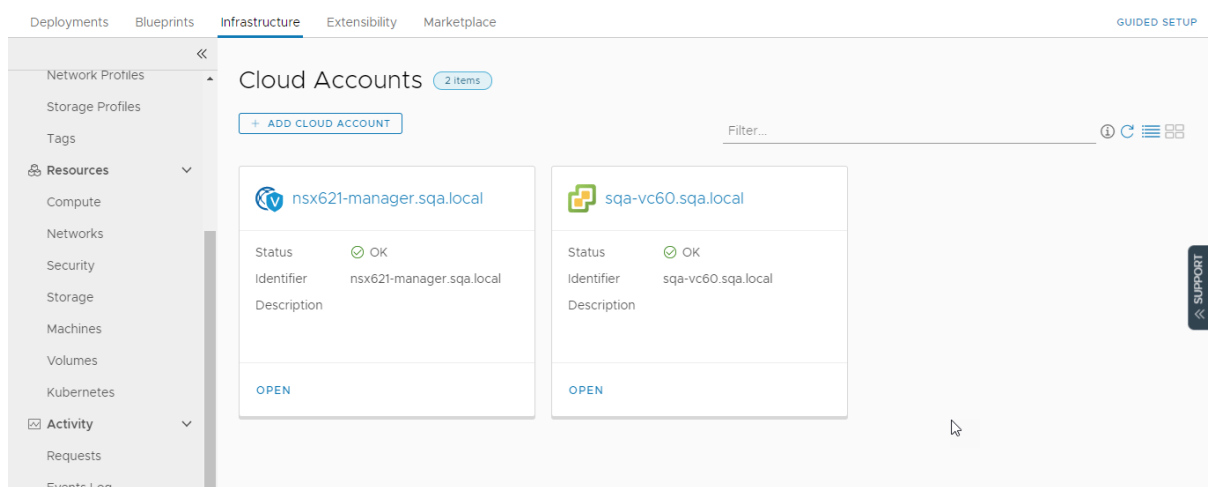 Deployments Blueprints Infrastructure Extensibility Marketplace GUIDED SETUP
Network Profiles
Storage Profiles
Tags
Resources
Compute
Networks
Security
Storage
Machines
Volumes
Kubernetes
Activity
Requests
Events Log
Cloud Accounts 2 items
+ ADD CLOUD ACCOUNT
Filter...
nsx621-manager.sqa.local
Status OK
Identifier nsx621-manager.sqa.local
Description
OPEN
sqa-vc60.sqa.local
Status OK
Identifier sqa-vc60.sqa.local
Description
OPEN
SUPPORT